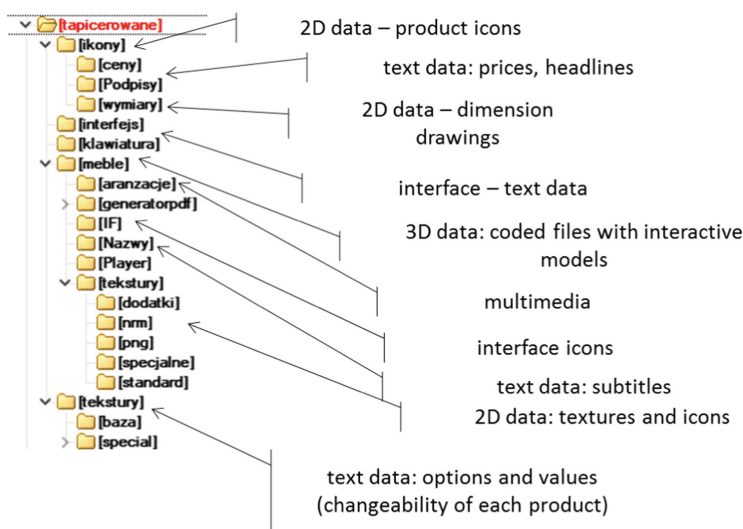 [tapicerowane]
[ikony]
[ceny]
[Podpisy]
[wymiary]
[interfejs]
[klawiatura]
[meble]
[aranzacje]
[generatorpdf]
[IF]
[Nazwy]
[Player]
[tekstury]
[dodatki]
[nrm]
[png]
[specjalne]
[standard]
[tekstury]
[baza]
[special]
2D data – product icons
text data: prices, headlines
2D data – dimension
drawings
interface – text data
3D data: coded files with interactive
models
multimedia
interface icons
text data: subtitles
2D data: textures and icons
text data: options and values
(changeability of each product)